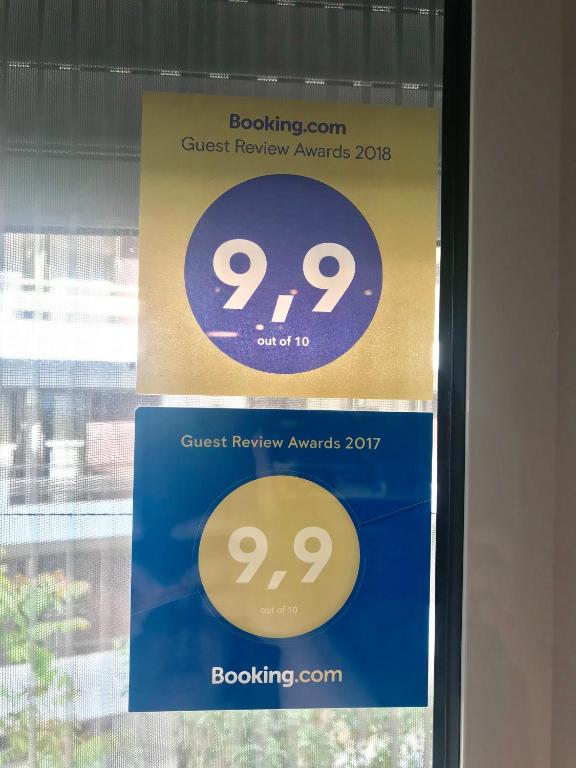 Booking.com
Guest Review Awards 2018
9,9
out of 10
Guest Review Awards 2017
9,9
out of 10
Booking.com